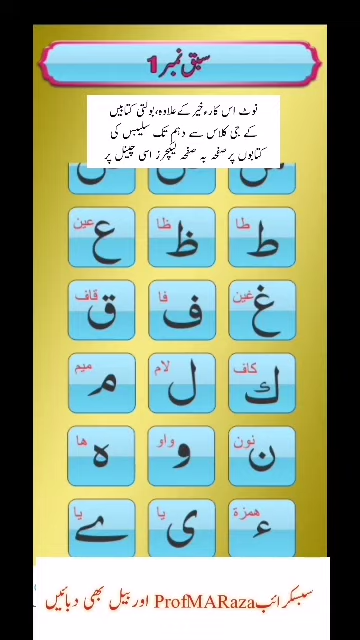 سبق نمبر 1
نوٹ اس کارِ خیر کے علاوہ، بولتی کتابیں
کے جی کلاس سے دہم تک سلیبس کی
کتابوں پر صفحہ بہ صفحہ لیکچرز اسی چینل پر
طا ط ظا ظ عین ع
غین غ فا ف قاف ق
کاف ك لام ل میم م
نون ن واو و ها ہ
همزة ء یا ی یا ے
سبسکرائب ProfMARaza اور بیل بھی دبائیں